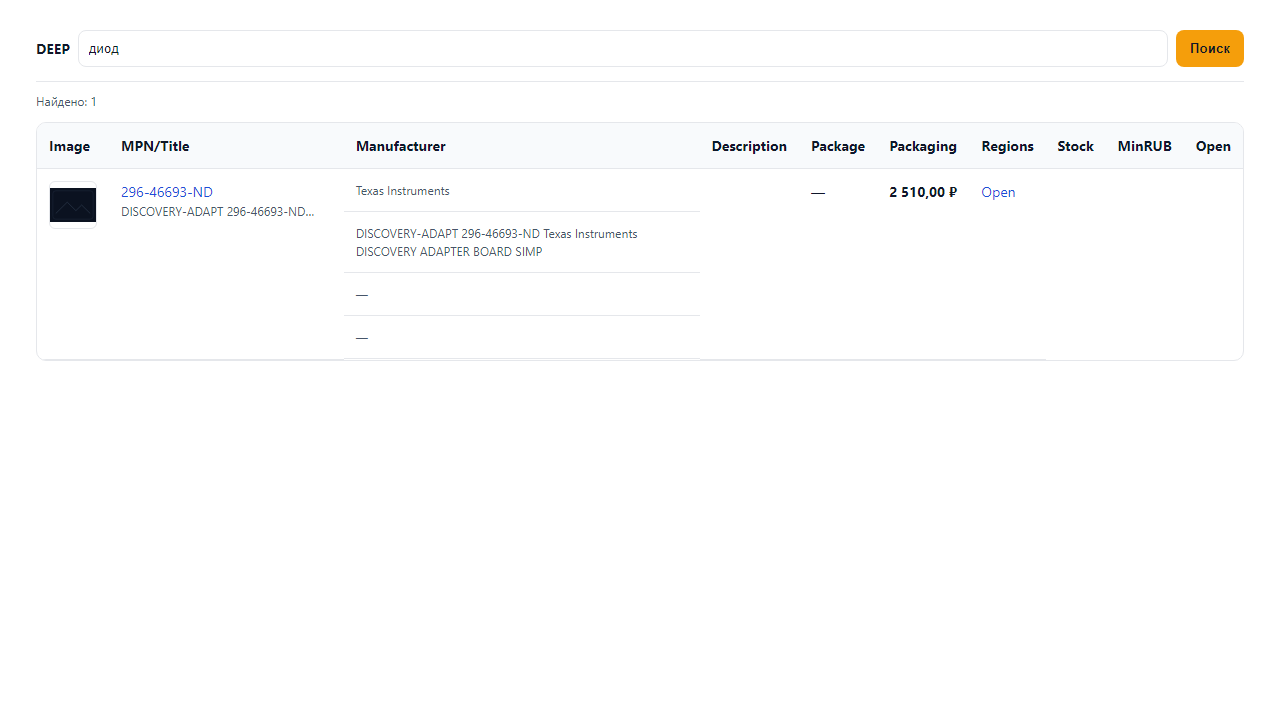 DEEP
диод
Поиск
Найдено: 1
Image MPN/Title Manufacturer Description Package Packaging Regions Stock MinRUB Open
296-46693-ND Texas Instruments — 2 510,00 ₽ Open
DISCOVERY-ADAPT 296-46693-ND...
DISCOVERY-ADAPT 296-46693-ND Texas Instruments
DISCOVERY ADAPTER BOARD SIMP
—
—